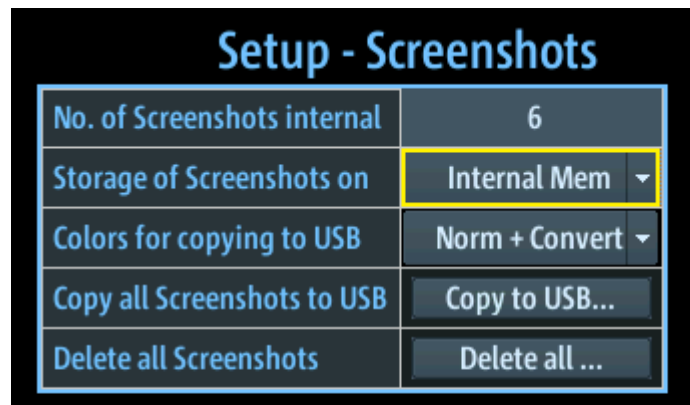 Setup - Screenshots
No. of Screenshots internal 6
Storage of Screenshots on Internal Mem
Colors for copying to USB Norm + Convert
Copy all Screenshots to USB Copy to USB...
Delete all Screenshots Delete all ...